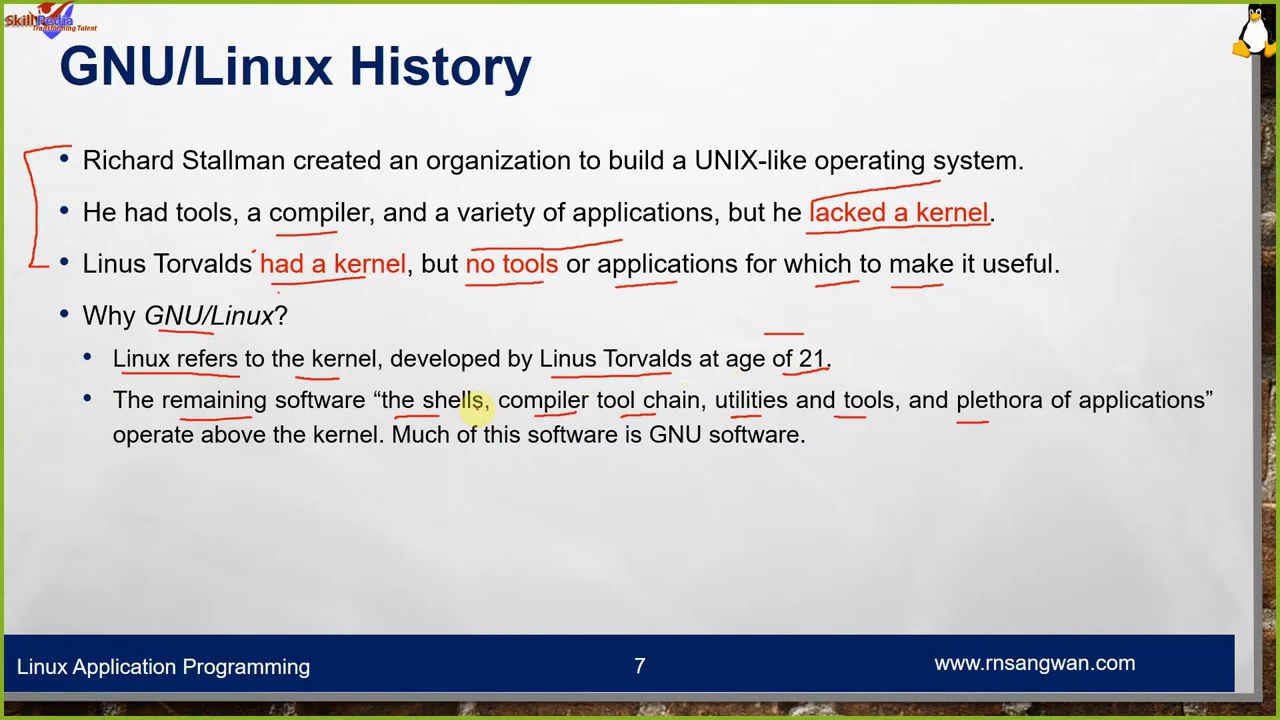 SkillPedia
Transforming Talent
GNU/Linux History
• Richard Stallman created an organization to build a UNIX-like operating system.
• He had tools, a compiler, and a variety of applications, but he lacked a kernel.
• Linus Torvalds had a kernel, but no tools or applications for which to make it useful.
• Why GNU/Linux?
• Linux refers to the kernel, developed by Linus Torvalds at age of 21.
• The remaining software “the shells, compiler tool chain, utilities and tools, and plethora of applications”
operate above the kernel. Much of this software is GNU software.
Linux Application Programming
7
www.rnsangwan.com